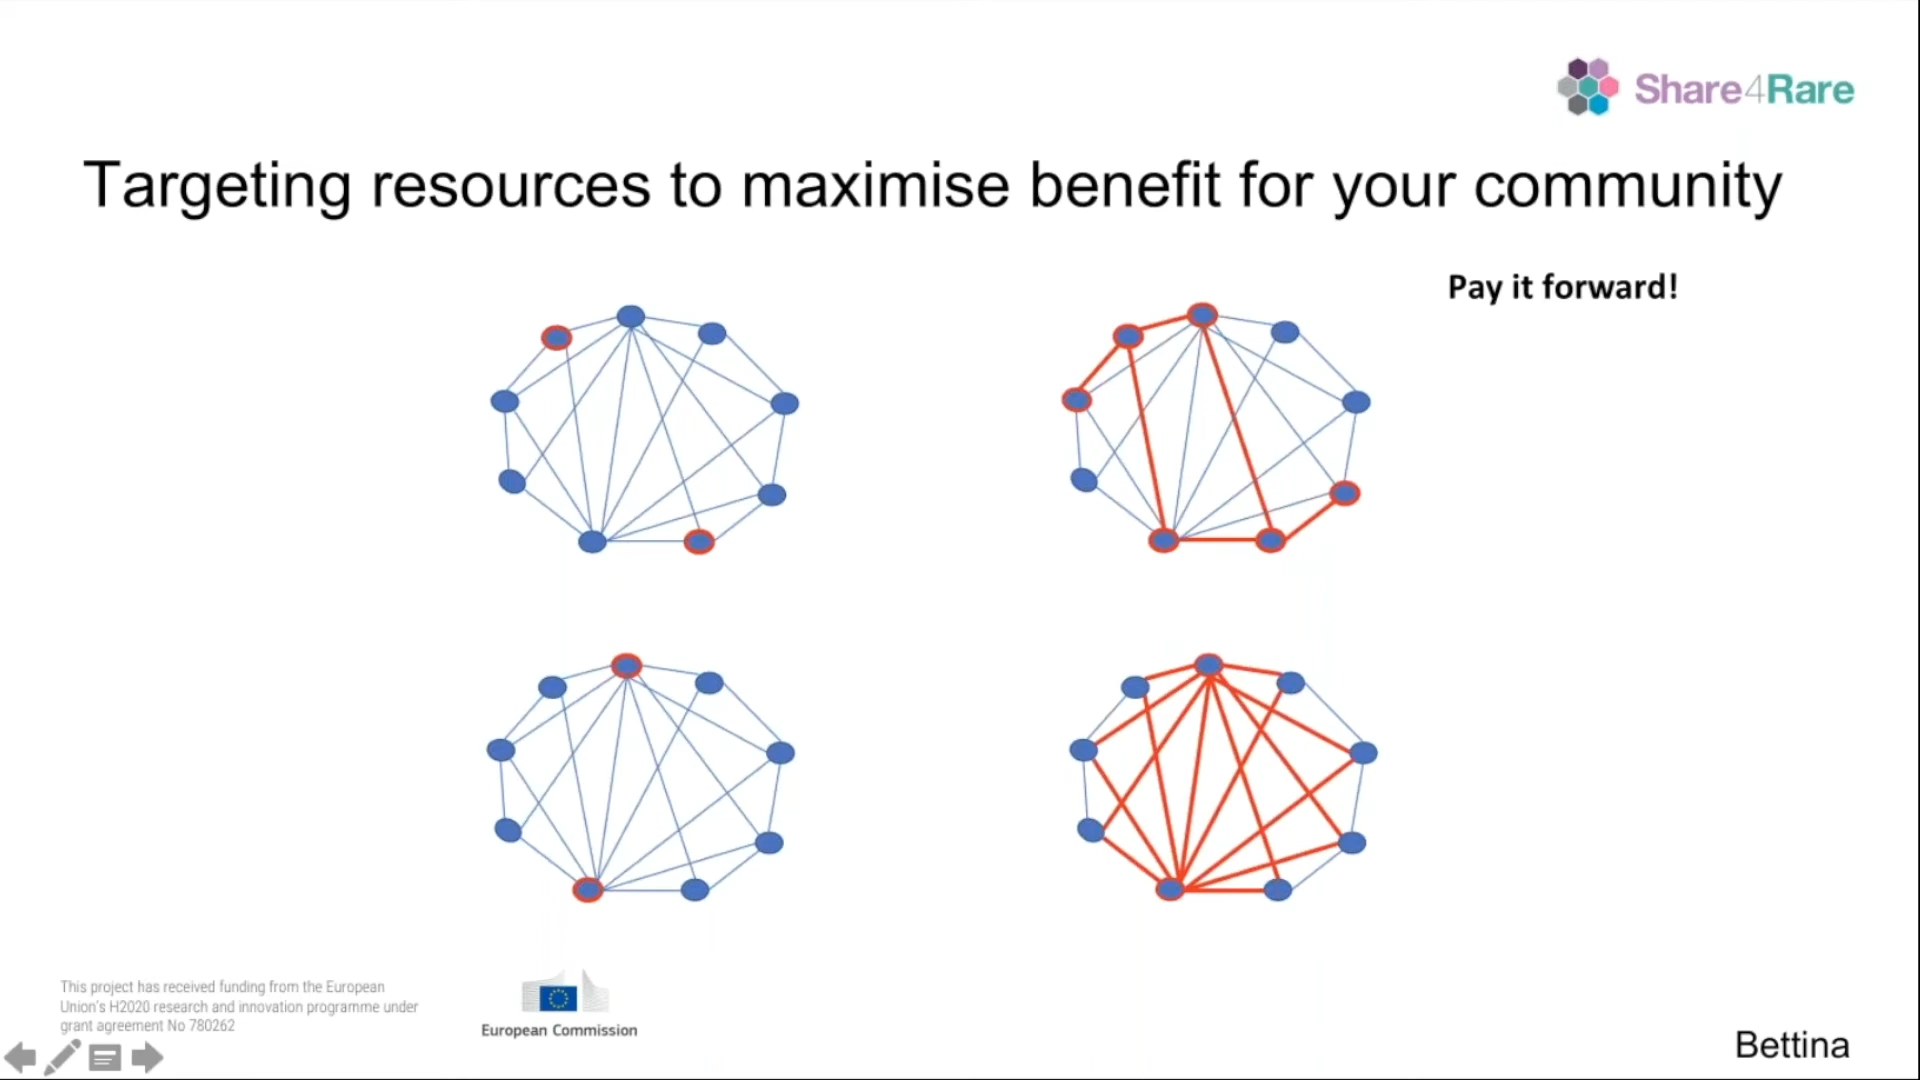 Share4Rare
Targeting resources to maximise benefit for your community
Pay it forward!
This project has received funding from the European
Union's H2020 research and innovation programme under
grant agreement No 780262
European Commission
Bettina